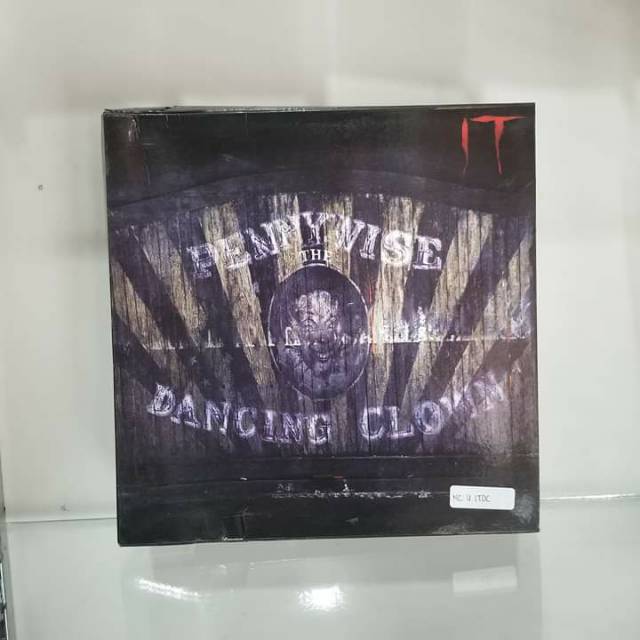 IT
PENNYWISE
THE
DANCING CLOWN